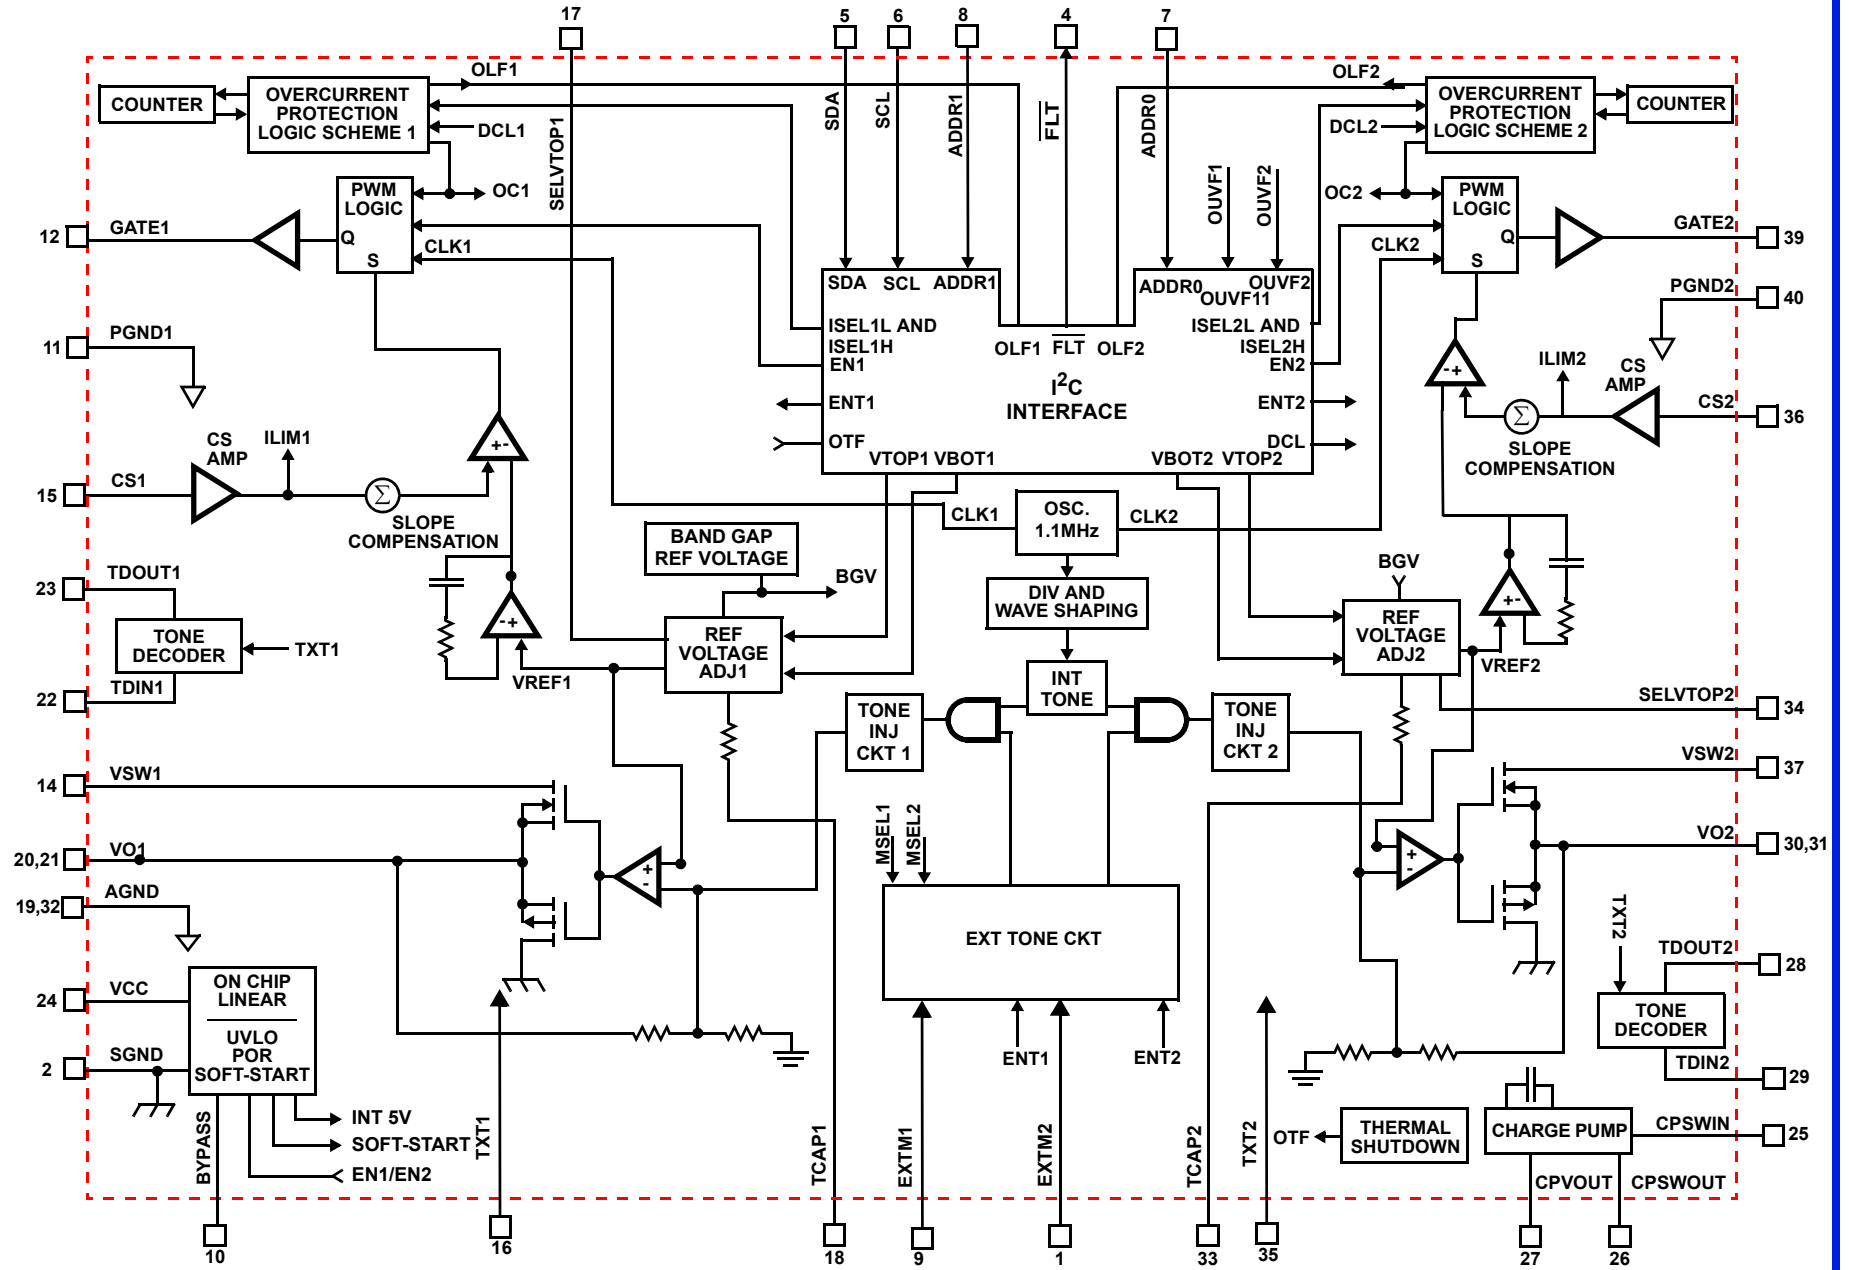 17
5
6
8
4
7
COUNTER
OVERCURRENT
PROTECTION
LOGIC SCHEME 1
OLF1
DCL1
OC1
SELVTOP1
SDA
SCL
ADDR1
FLT
ADDR0
OUVF1
OUVF2
OLF2
DCL2
OC2
OVERCURRENT
PROTECTION
LOGIC SCHEME 2
COUNTER
12
GATE1
PWM
LOGIC
Q
S
CLK1
CLK2
PWM
LOGIC
Q
S
GATE2
39
PGND2
40
11
PGND1
SDA
SCL
ADDR1
ADDR0
OUVF11
OUVF2
ISEL1L AND
ISEL1H
EN1
ENT1
OTF
VTOP1
VBOT1
OLF1
FLT
OLF2
I2C
INTERFACE
ISEL2L AND
ISEL2H
EN2
ENT2
DCL
VBOT2
VTOP2
-+
ILIM2
CS
AMP
CS2
36
Σ
SLOPE
COMPENSATION
CS
AMP
ILIM1
+-
15
CS1
Σ
SLOPE
COMPENSATION
CLK1
OSC.
1.1MHz
CLK2
BAND GAP
REF VOLTAGE
BGV
DIV AND
WAVE SHAPING
BGV
23
TDOUT1
TONE
DECODER
TXT1
TDIN1
22
-+
VREF1
REF
VOLTAGE
ADJ1
INT
TONE
REF
VOLTAGE
ADJ2
+-
VREF2
SELVTOP2
34
TONE
INJ
CKT 1
TONE
INJ
CKT 2
14
VSW1
VSW2
37
20,21
VO1
+
-
MSEL1
MSEL2
+
-
VO2
30,31
19,32
AGND
EXT TONE CKT
TXT2
TDOUT2
28
24
VCC
ON CHIP
LINEAR
UVLO
POR
SOFT-START
TONE
DECODER
2
SGND
ENT1
ENT2
TDIN2
29
BYPASS
INT 5V
SOFT-START
EN1/EN2
TXT1
TCAP1
EXTM1
EXTM2
TCAP2
TXT2
OTF
THERMAL
SHUTDOWN
CHARGE PUMP
CPSWIN
25
CPVOUT
CPSWOUT
10
16
18
9
1
33
35
27
26